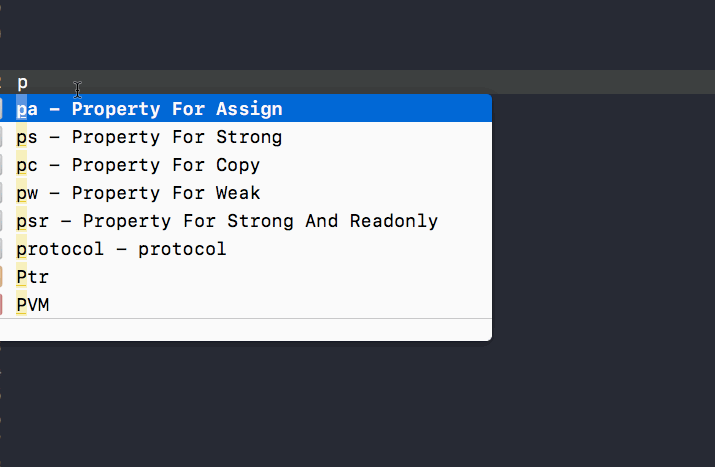 p
pa – Property For Assign
ps – Property For Strong
pc – Property For Copy
pw – Property For Weak
psr – Property For Strong And Readonly
protocol – protocol
Ptr
PVM